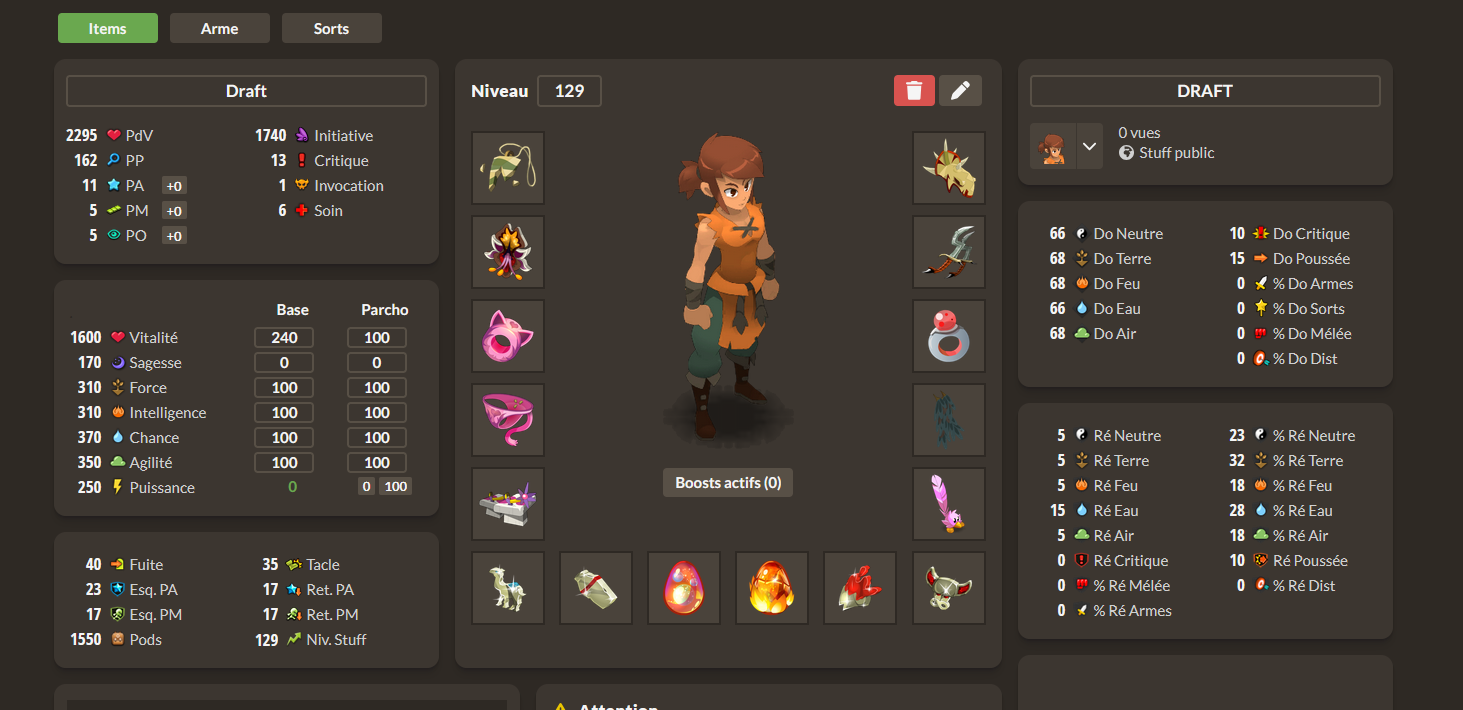 Items Arme Sorts
Draft
2295 PdV 1740 Initiative
162 PP 13 Critique
11 PA +0 1 Invocation
5 PM +0 6 Soin
5 PO +0
Base Parcho
1600 Vitalité 240 100
170 Sagesse 0 0
310 Force 100 100
310 Intelligence 100 100
370 Chance 100 100
350 Agilité 100 100
250 Puissance 0 0 100
40 Fuite 35 Tacle
23 Esq. PA 17 Ret. PA
17 Esq. PM 17 Ret. PM
1550 Pods 129 Niv. Stuff
Niveau 129
Boosts actifs (0)
DRAFT
0 vues
Stuff public
66 Do Neutre 10 Do Critique
68 Do Terre 15 Do Poussée
68 Do Feu 0 % Do Armes
66 Do Eau 0 % Do Sorts
68 Do Air 0 % Do Mélée
0 % Do Dist
5 Ré Neutre 23 % Ré Neutre
5 Ré Terre 32 % Ré Terre
5 Ré Feu 18 % Ré Feu
15 Ré Eau 28 % Ré Eau
5 Ré Air 18 % Ré Air
0 Ré Critique 10 Ré Poussée
0 % Ré Mélée 0 % Ré Dist
0 % Ré Armes
Attention